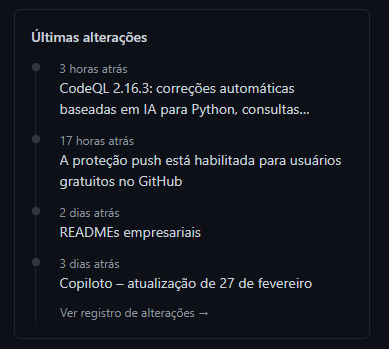 Últimas alterações
3 horas atrás
CodeQL 2.16.3: correções automáticas
baseadas em IA para Python, consultas...
17 horas atrás
A proteção push está habilitada para usuários
gratuitos no GitHub
2 dias atrás
READMEs empresariais
3 dias atrás
Copiloto – atualização de 27 de fevereiro
Ver registro de alterações →